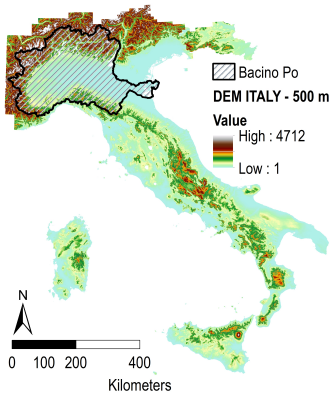 Bacino Po
DEM ITALY - 500 m
Value
High : 4712
Low : 1
N
0 100 200 400
Kilometers